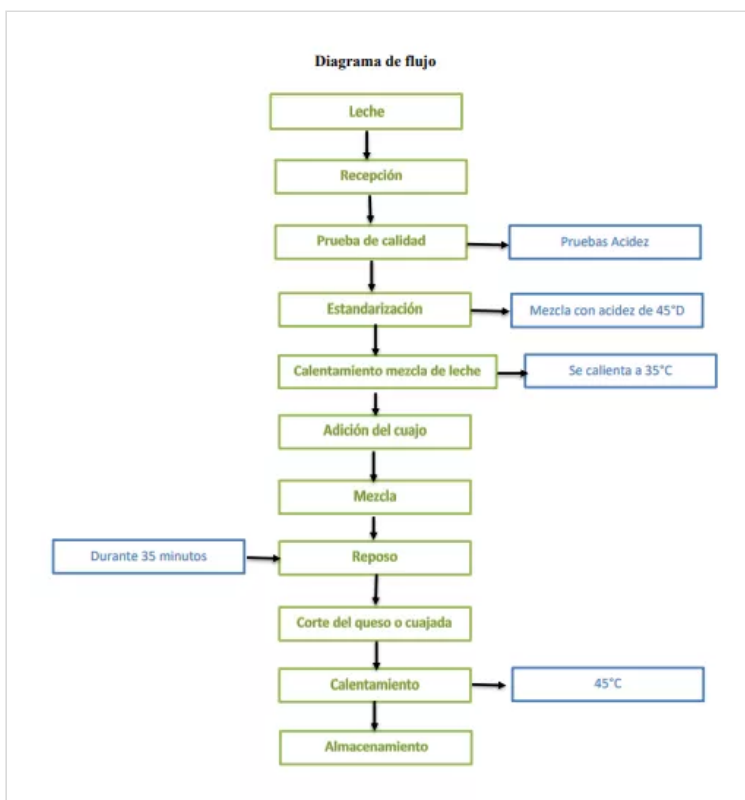 Diagrama de flujo
Leche
Recepción
Prueba de calidad
Pruebas Acidez
Estandarización
Mezcla con acidez de 45°D
Calentamiento mezcla de leche
Se calienta a 35°C
Adición del cuajo
Mezcla
Durante 35 minutos
Reposo
Corte del queso o cuajada
Calentamiento
45°C
Almacenamiento